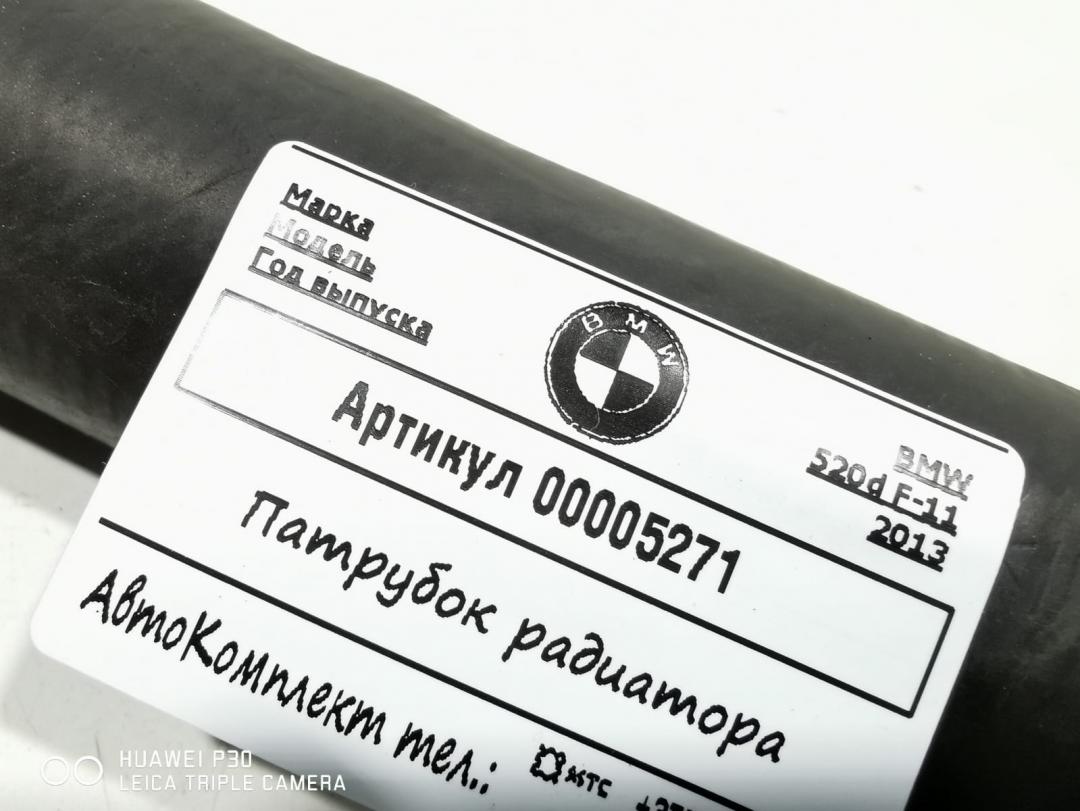 Марка
Модель
Год выпуска
BMW
BMW
520d F-11
2013
Артикул 00005271
Патрубок радиатора
АвтоКомплект тел.:
мтс
HUAWEI P30
LEICA TRIPLE CAMERA